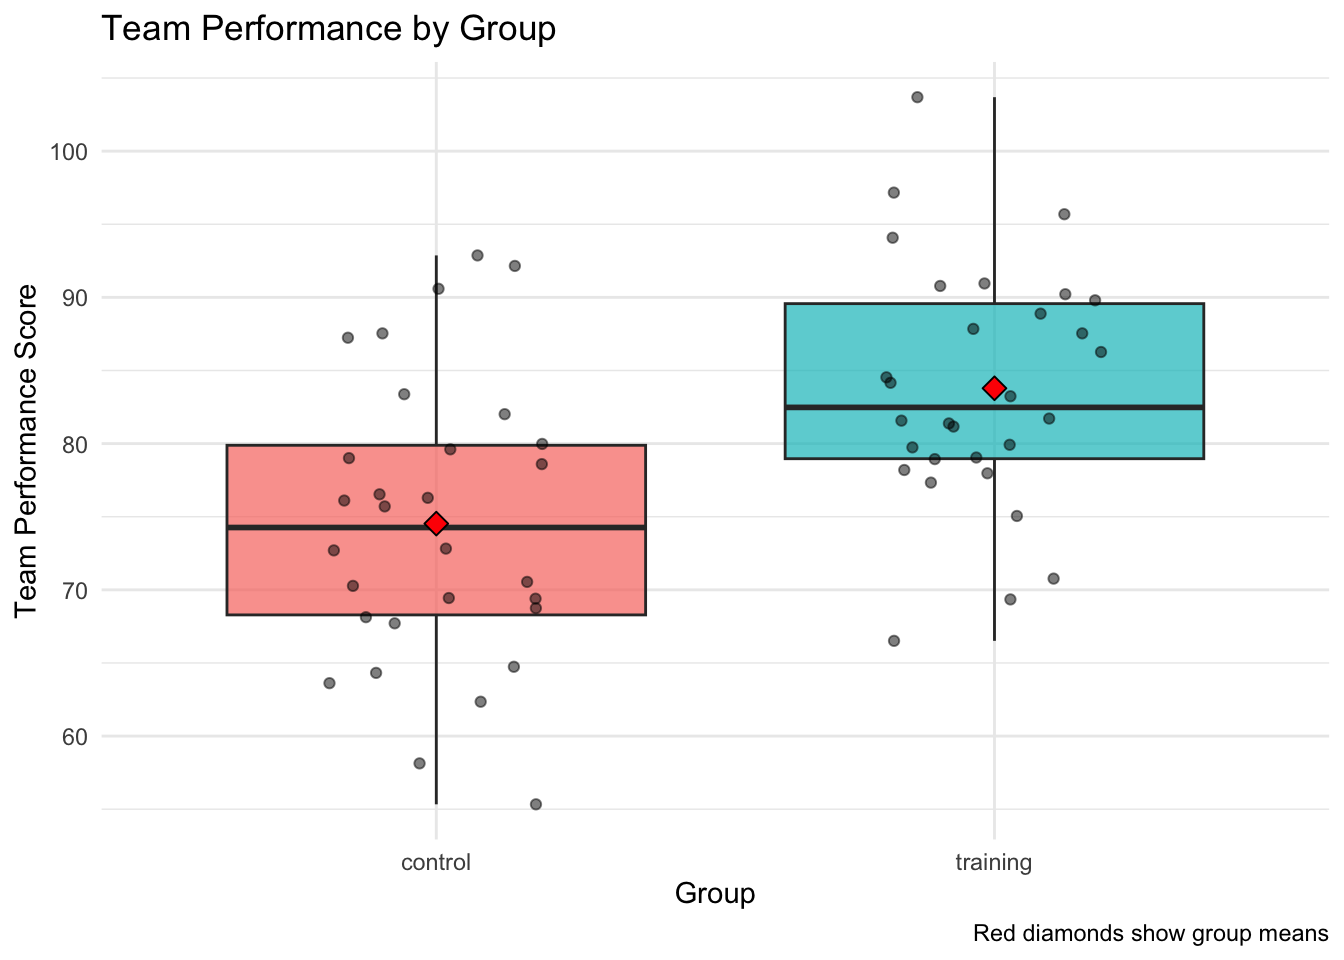 Team Performance by Group
Team Performance Score
100
90
80
70
60
control
training
Group
Red diamonds show group means